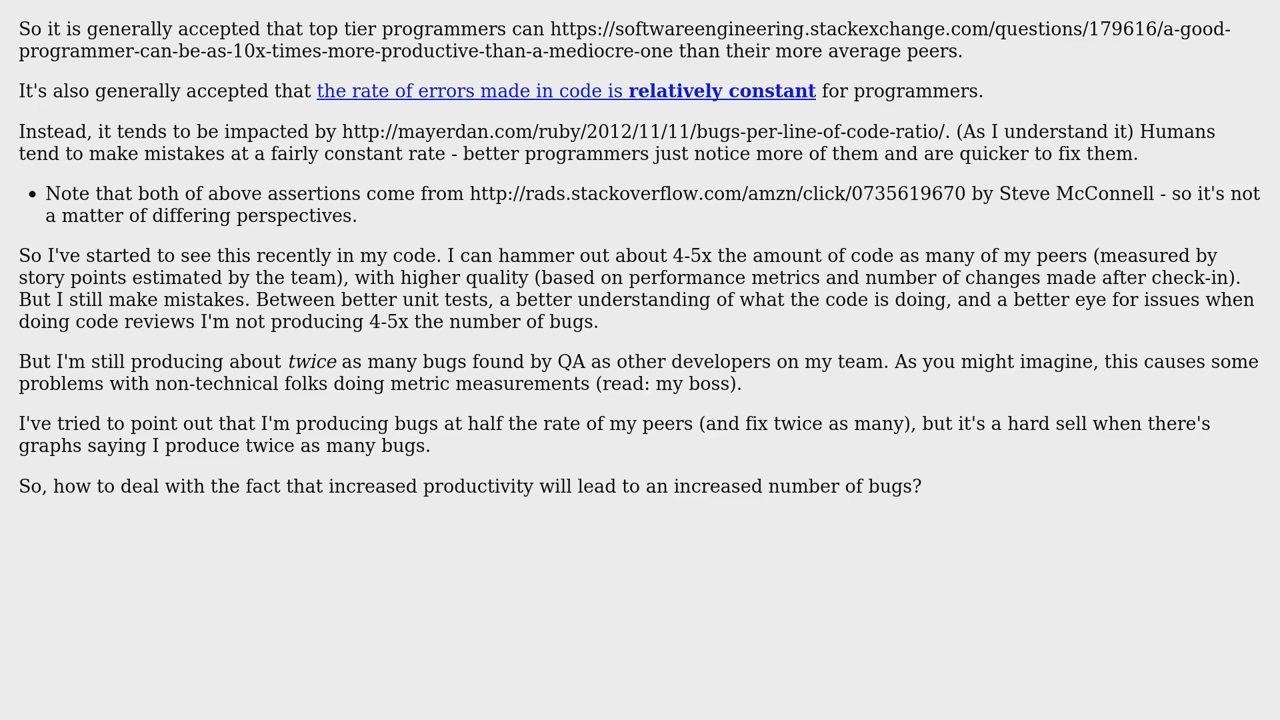 So it is generally accepted that top tier programmers can https://softwareengineering.stackexchange.com/questions/179616/a-good-
programmer-can-be-as-10x-times-more-productive-than-a-mediocre-one than their more average peers.
It's also generally accepted that the rate of errors made in code is relatively constant for programmers.
Instead, it tends to be impacted by http://mayerdan.com/ruby/2012/11/11/bugs-per-line-of-code-ratio/. (As I understand it) Humans
tend to make mistakes at a fairly constant rate - better programmers just notice more of them and are quicker to fix them.
• Note that both of above assertions come from http://rads.stackoverflow.com/amzn/click/0735619670 by Steve McConnell - so it's not
a matter of differing perspectives.
So I've started to see this recently in my code. I can hammer out about 4-5x the amount of code as many of my peers (measured by
story points estimated by the team), with higher quality (based on performance metrics and number of changes made after check-in).
But I still make mistakes. Between better unit tests, a better understanding of what the code is doing, and a better eye for issues when
doing code reviews I'm not producing 4-5x the number of bugs.
But I'm still producing about twice as many bugs found by QA as other developers on my team. As you might imagine, this causes some
problems with non-technical folks doing metric measurements (read: my boss).
I've tried to point out that I'm producing bugs at half the rate of my peers (and fix twice as many), but it's a hard sell when there's
graphs saying I produce twice as many bugs.
So, how to deal with the fact that increased productivity will lead to an increased number of bugs?